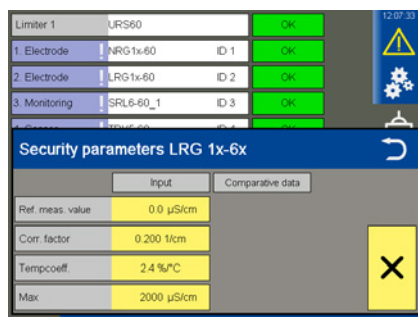 12:07:33
Limiter 1 URS60 OK
1. Electrode ! NRG1x-60 ID 1 OK
2. Electrode ! LRG1x-60 ID 2 OK
3. Monitoring ! SRL6-60_1 ID 3 OK
Security parameters LRG 1x-6x
Input Comparative data
Ref. meas. value 0.0 µS/cm
Corr. factor 0.200 1/cm
Tempcoeff. 2.4 %/°C
Max 2000 µS/cm